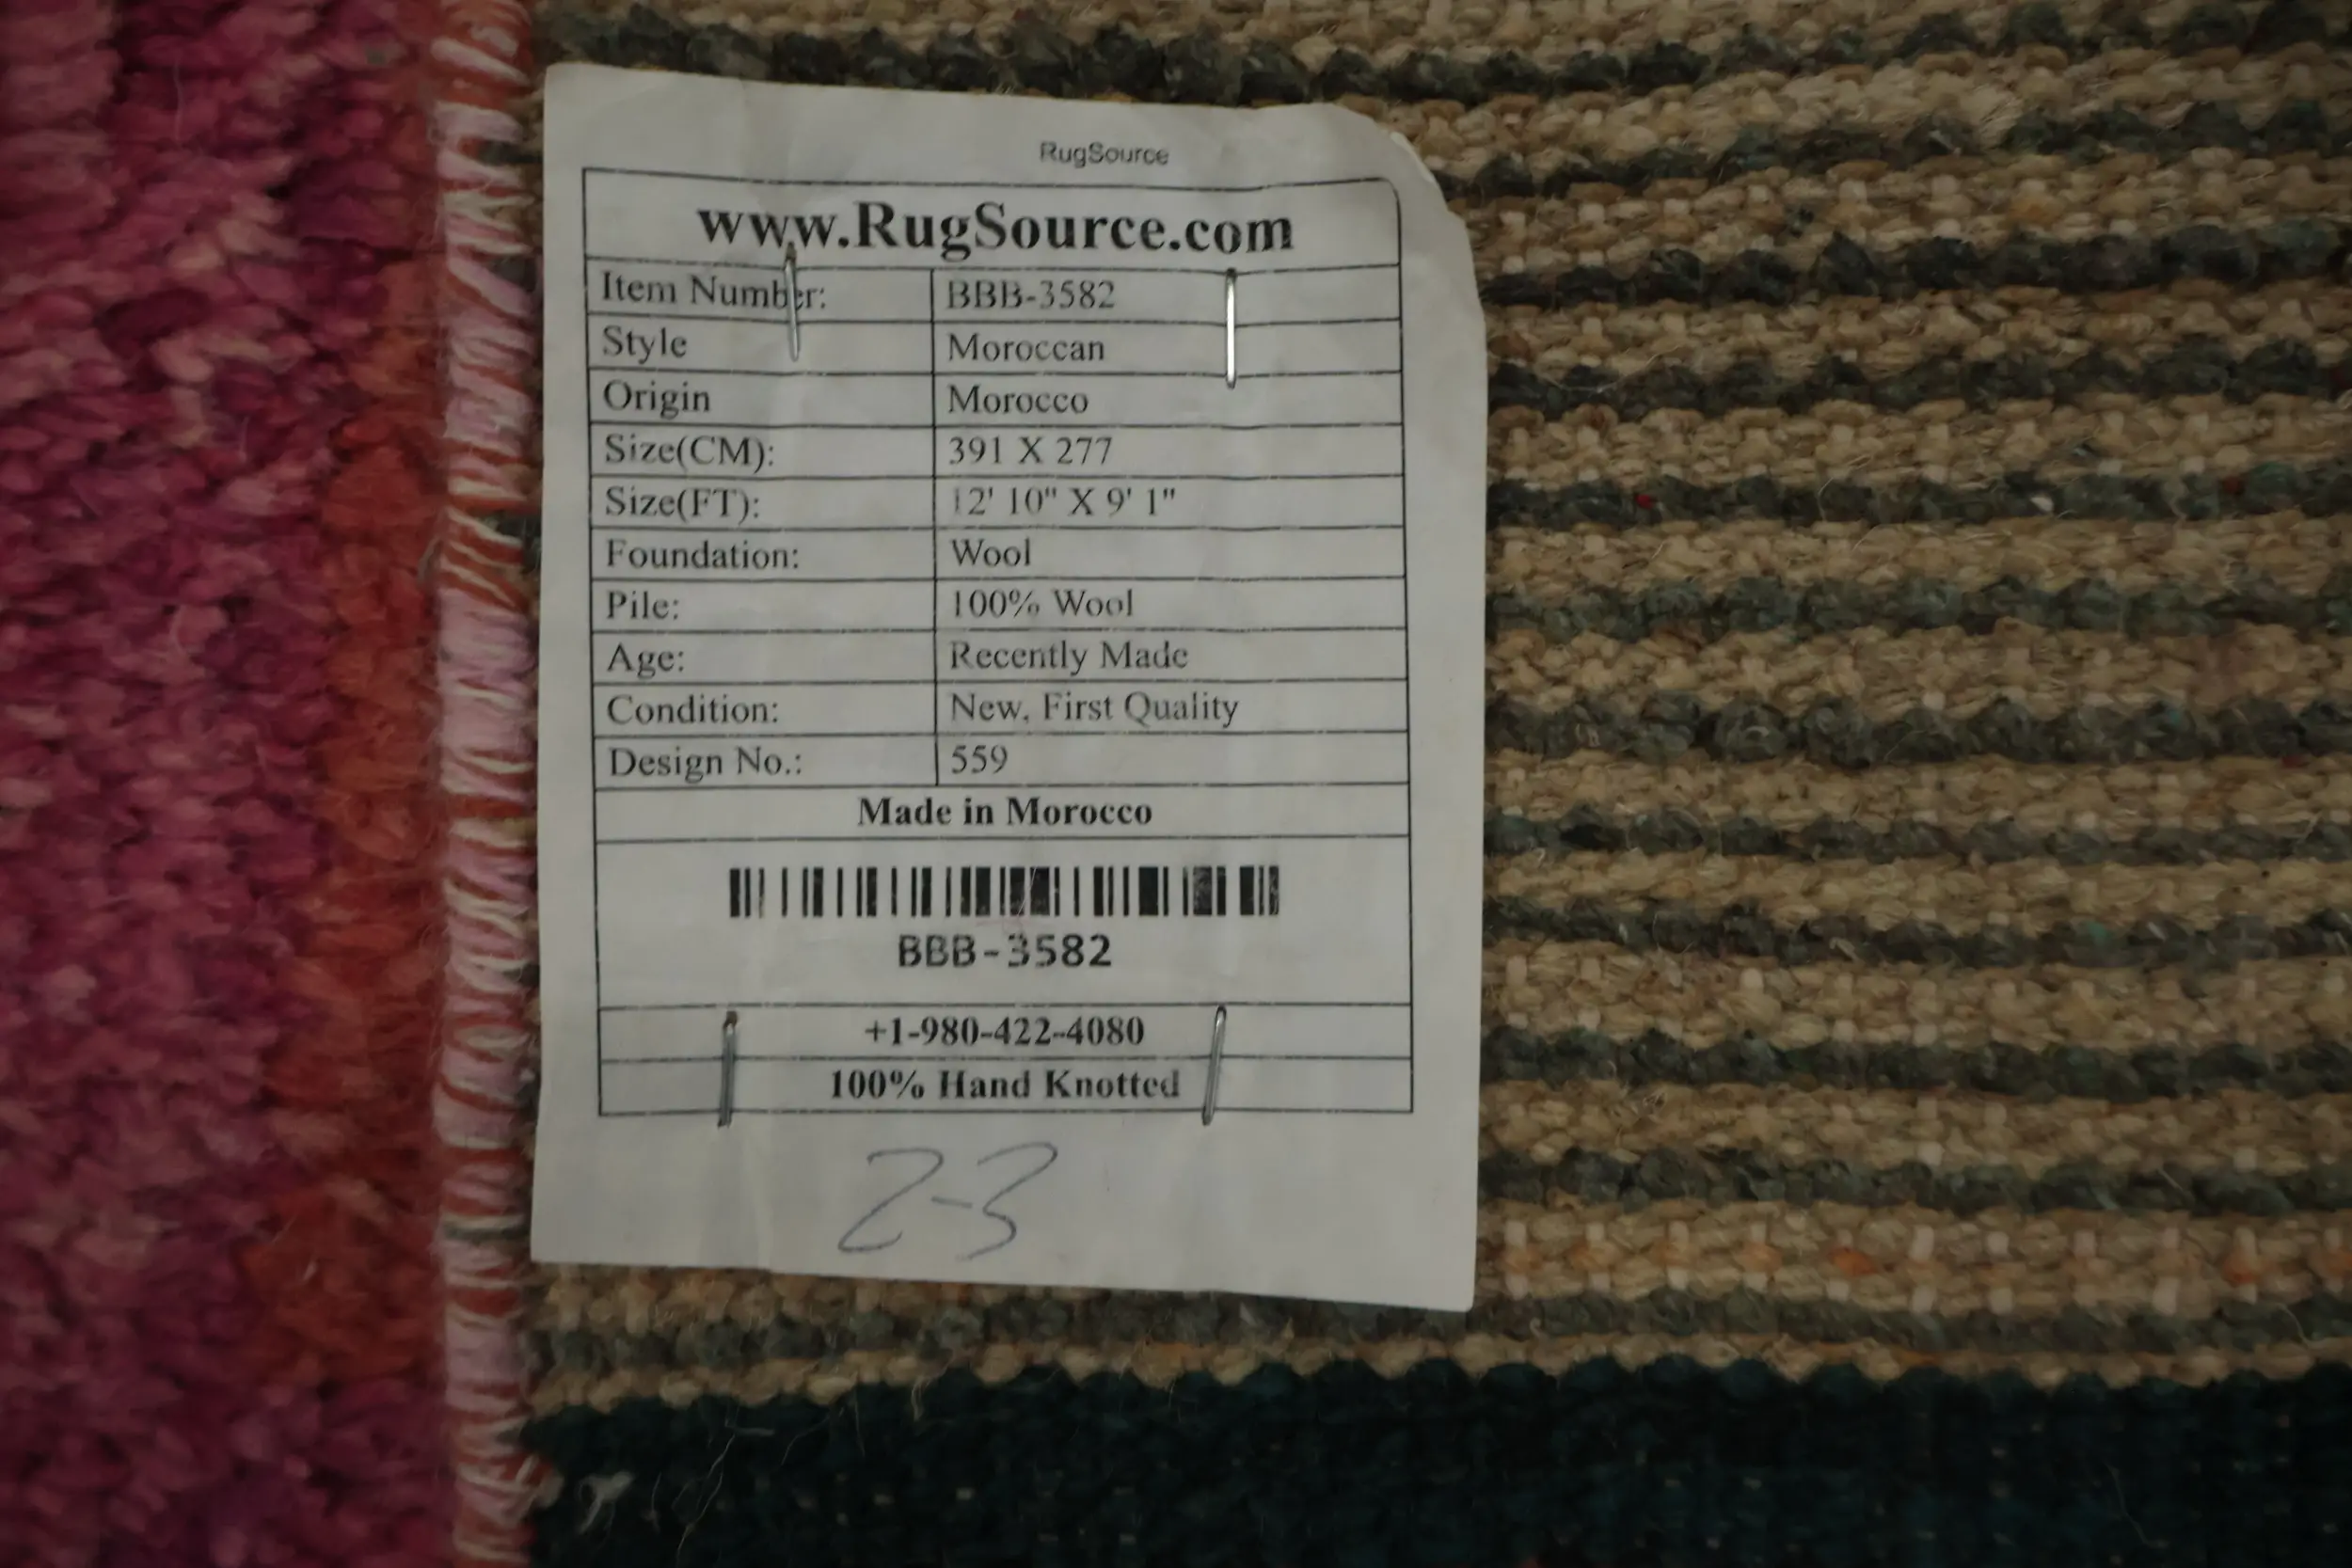 RugSource
www.RugSource.com
Item Number: BBB-3582
Style Moroccan
Origin Morocco
Size(CM): 391 X 277
Size(FT): 12' 10" X 9' 1"
Foundation: Wool
Pile: 100% Wool
Age: Recently Made
Condition: New, First Quality
Design No.: 559
Made in Morocco
BBB-3582
+1-980-422-4080
100% Hand Knotted
2-3